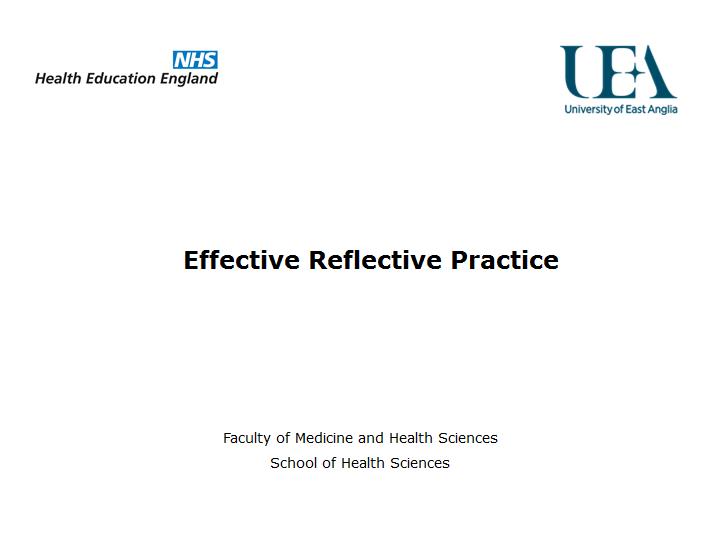 NHS
Health Education England
UEA
University of East Anglia
Effective Reflective Practice
Faculty of Medicine and Health Sciences
School of Health Sciences